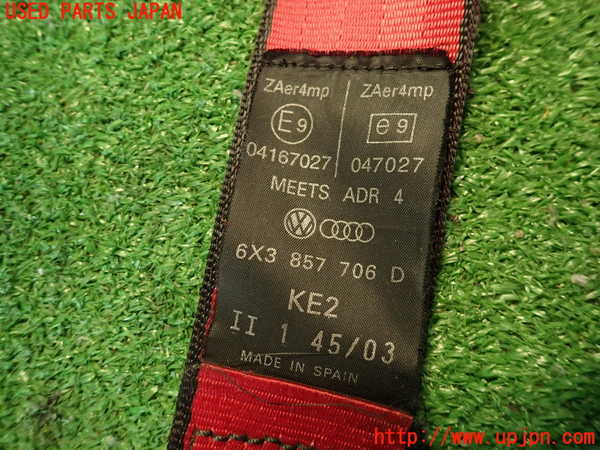 USED PARTS JAPAN
ZAer4mp ZAer4mp
E9 e9
04167027 047027
MEETS ADR 4
6X3 857 706 D
KE2
II 1 45/03
MADE IN SPAIN
http://www.upjpn.com